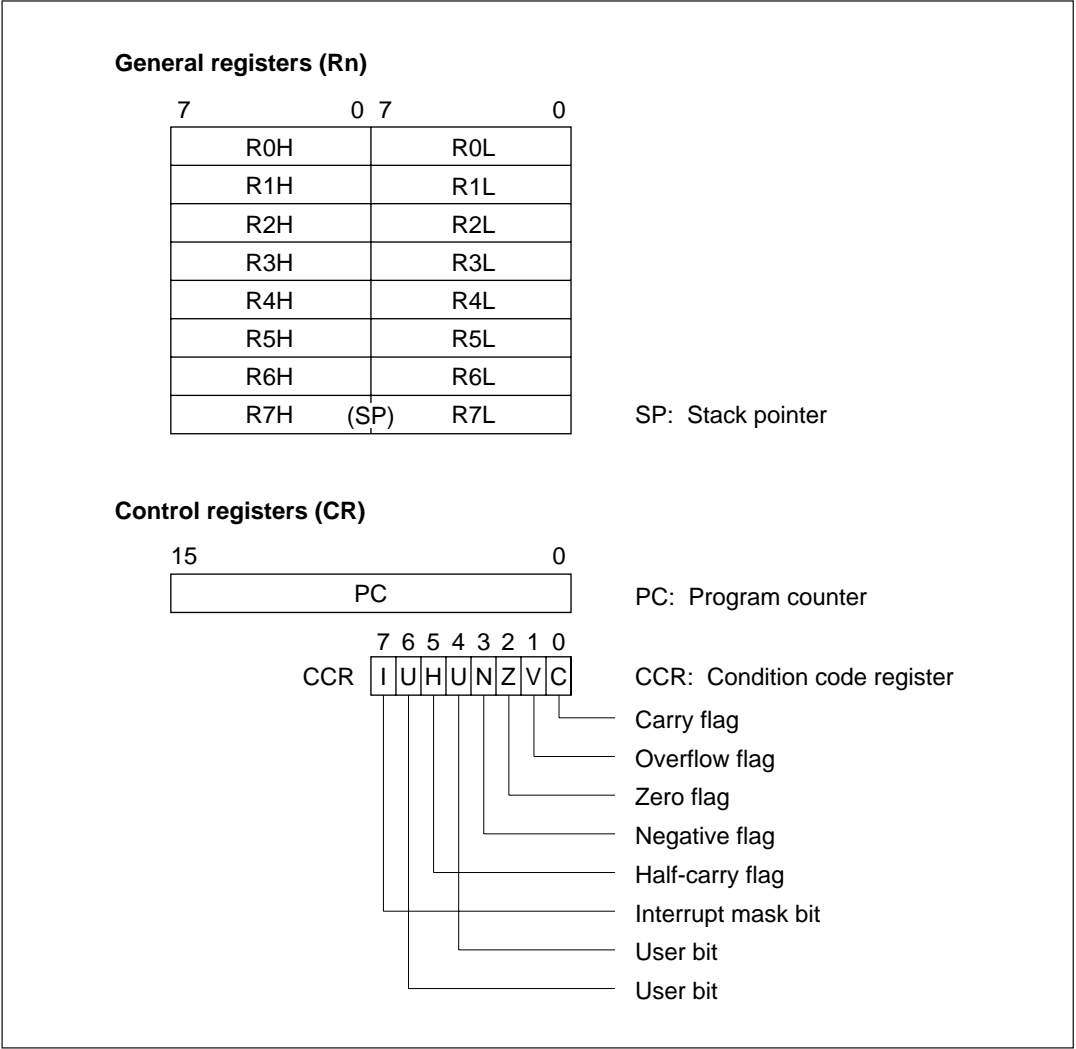 General registers (Rn)
7 0 7 0
R0H R0L
R1H R1L
R2H R2L
R3H R3L
R4H R4L
R5H R5L
R6H R6L
R7H (SP) R7L SP: Stack pointer
Control registers (CR)
15 0
PC PC: Program counter
7 6 5 4 3 2 1 0
CCR I U H U N Z V C CCR: Condition code register
Carry flag
Overflow flag
Zero flag
Negative flag
Half-carry flag
Interrupt mask bit
User bit
User bit